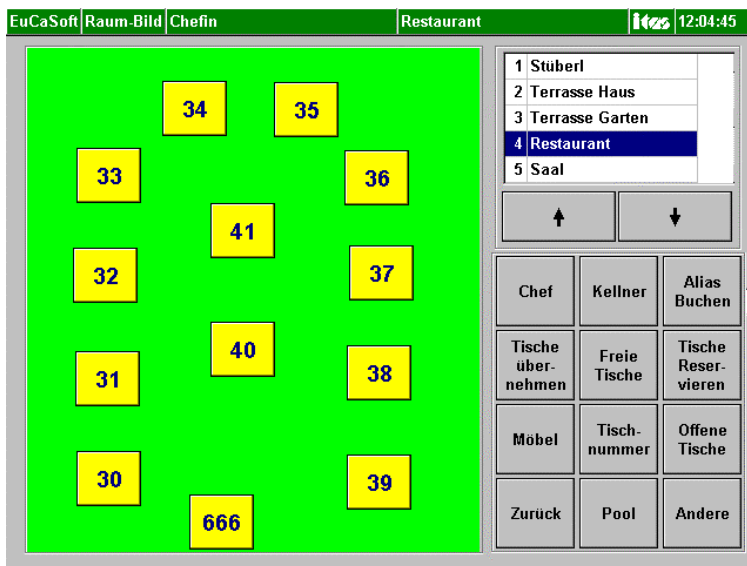 EuCaSoft Raum-Bild Chefin Restaurant itas 12:04:45
34 35
33 36
41
32 37
40
31 38
30 39
666
1 Stüberl
2 Terrasse Haus
3 Terrasse Garten
4 Restaurant
5 Saal
Chef Kellner Alias
Buchen
Tische
über-
nehmen
Freie
Tische
Tische
Reser-
vieren
Möbel
Tisch-
nummer
Offene
Tische
Zurück Pool Andere